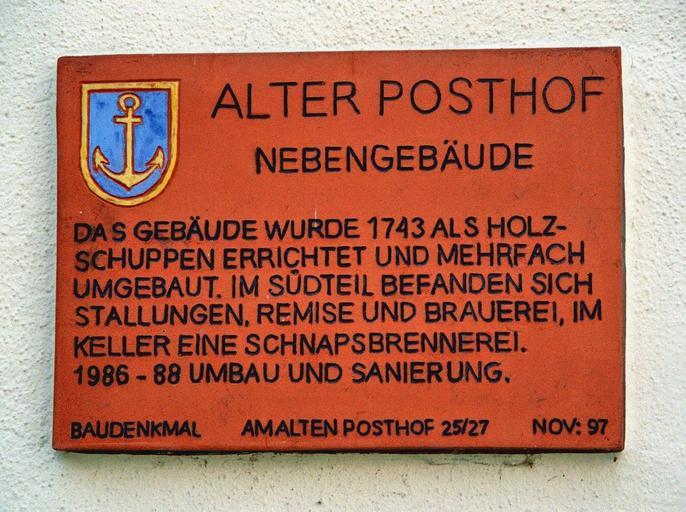 ALTER POSTHOF
NEBENGEBÄUDE
DAS GEBÄUDE WURDE 1743 ALS HOLZ-
SCHUPPEN ERRICHTET UND MEHRFACH
UMGEBAUT. IM SÜDTEIL BEFANDEN SICH
STALLUNGEN, REMISE UND BRAUEREI, IM
KELLER EINE SCHNAPSBRENNEREI.
1986 - 88 UMBAU UND SANIERUNG.
BAUDENKMAL AM ALTEN POSTHOF 25/27 NOV: 97